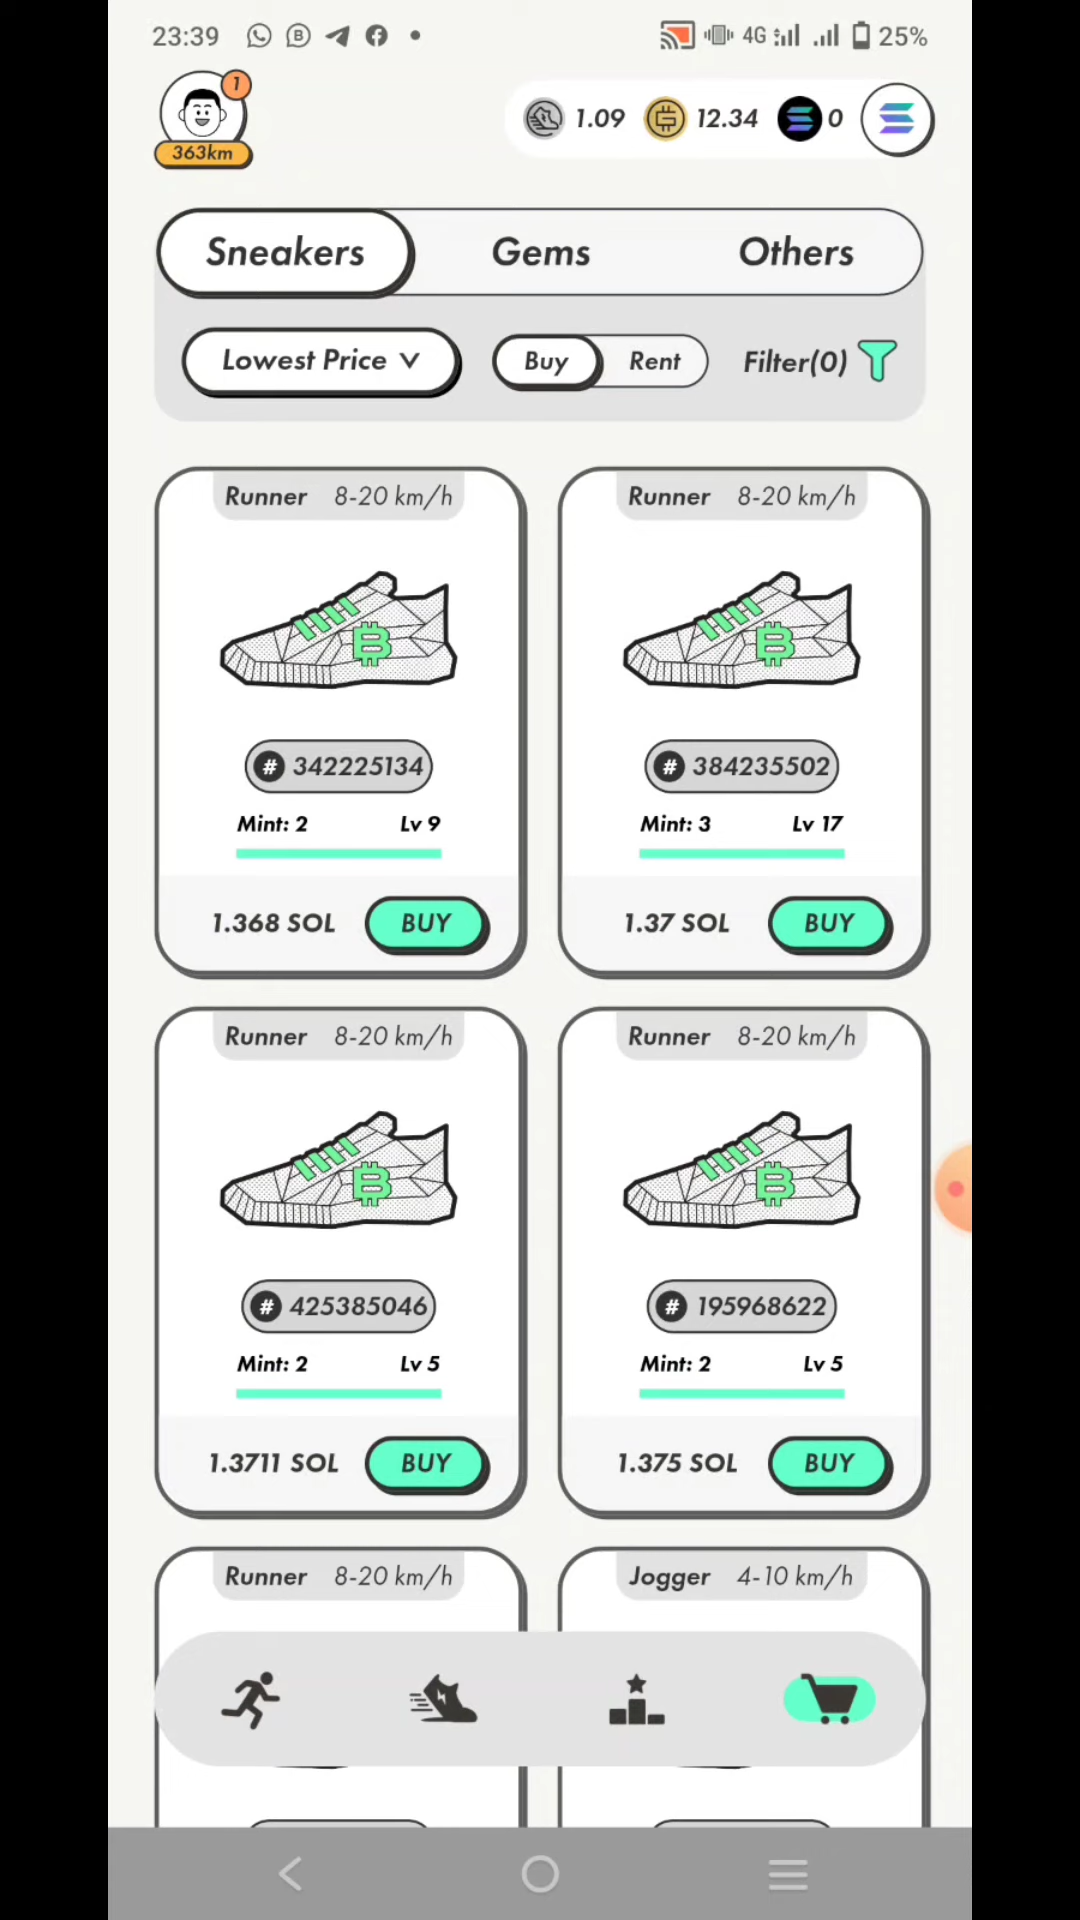 23:39 4G 25%
1
363km
1.09 12.34 0
Sneakers Gems Others
Lowest Price Buy Rent Filter(0)
Runner 8-20 km/h
# 342225134
Mint: 2 Lv 9
1.368 SOL BUY
Runner 8-20 km/h
# 384235502
Mint: 3 Lv 17
1.37 SOL BUY
Runner 8-20 km/h
# 425385046
Mint: 2 Lv 5
1.3711 SOL BUY
Runner 8-20 km/h
# 195968622
Mint: 2 Lv 5
1.375 SOL BUY
Runner 8-20 km/h
Jogger 4-10 km/h